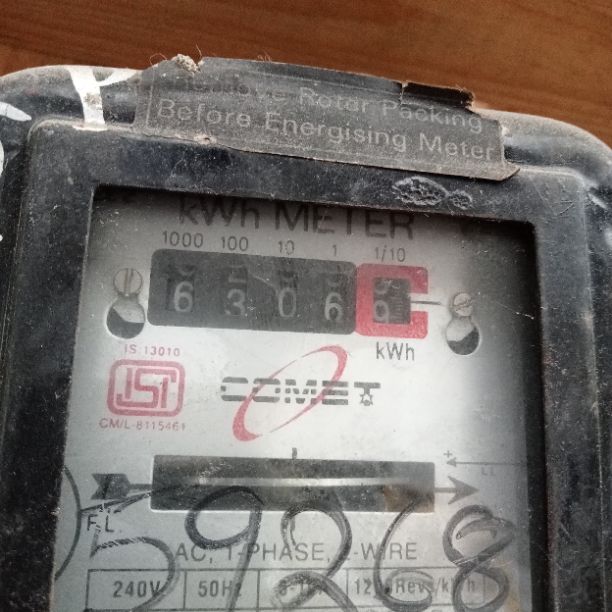 Rotor Packing
Before Energising Meter
kWh METER
1000 100 10 1 1/10
6 3 0 6 9
kWh
IS 13010
ISI
CM/L-8115461
COMET
F.L.
59268
AC, 1-PHASE, 2-WIRE
240V 50Hz